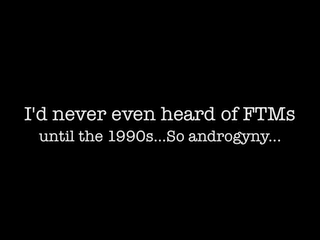 I'd never even heard of FTMs
until the 1990s...So androgyny...